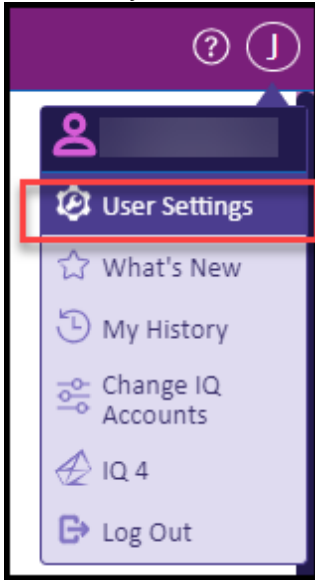 ? J
User Settings
What's New
My History
Change IQ
Accounts
IQ 4
Log Out